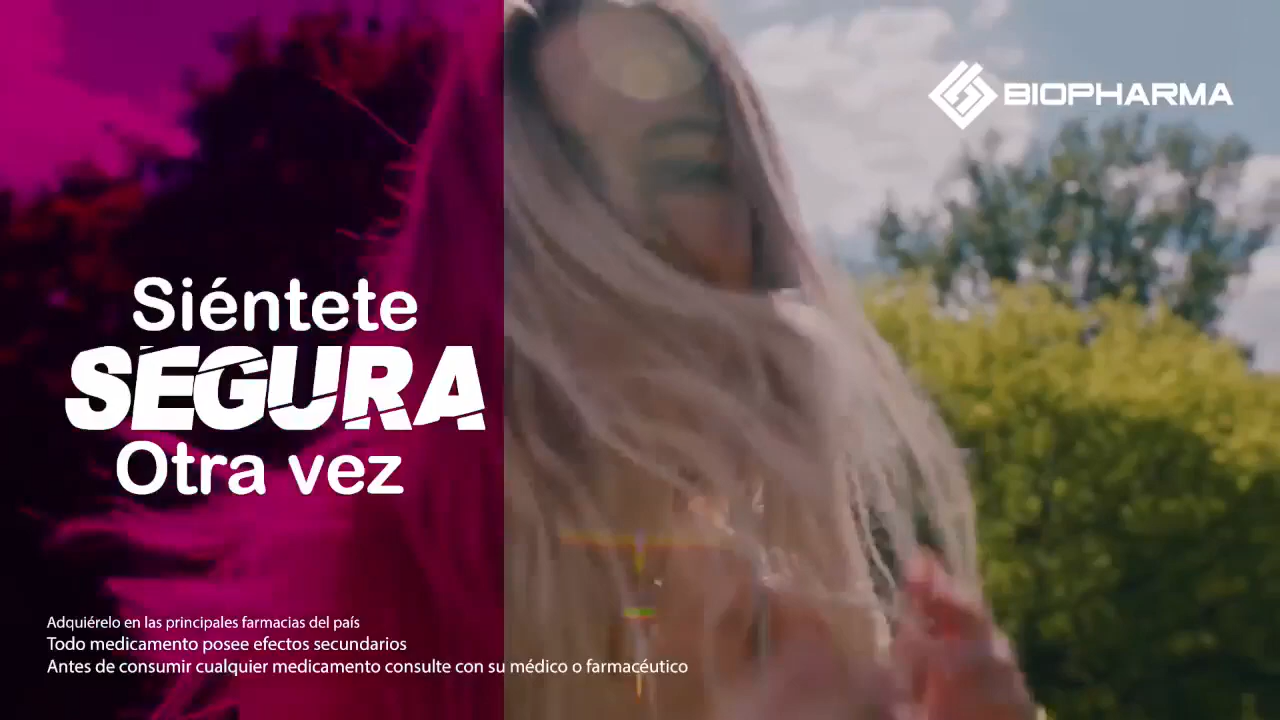 BIOPHARMA
Siéntete
SEGURA
Otra vez
Adquiérelo en las principales farmacias del país
Todo medicamento posee efectos secundarios
Antes de consumir cualquier medicamento consulte con su médico o farmacéutico